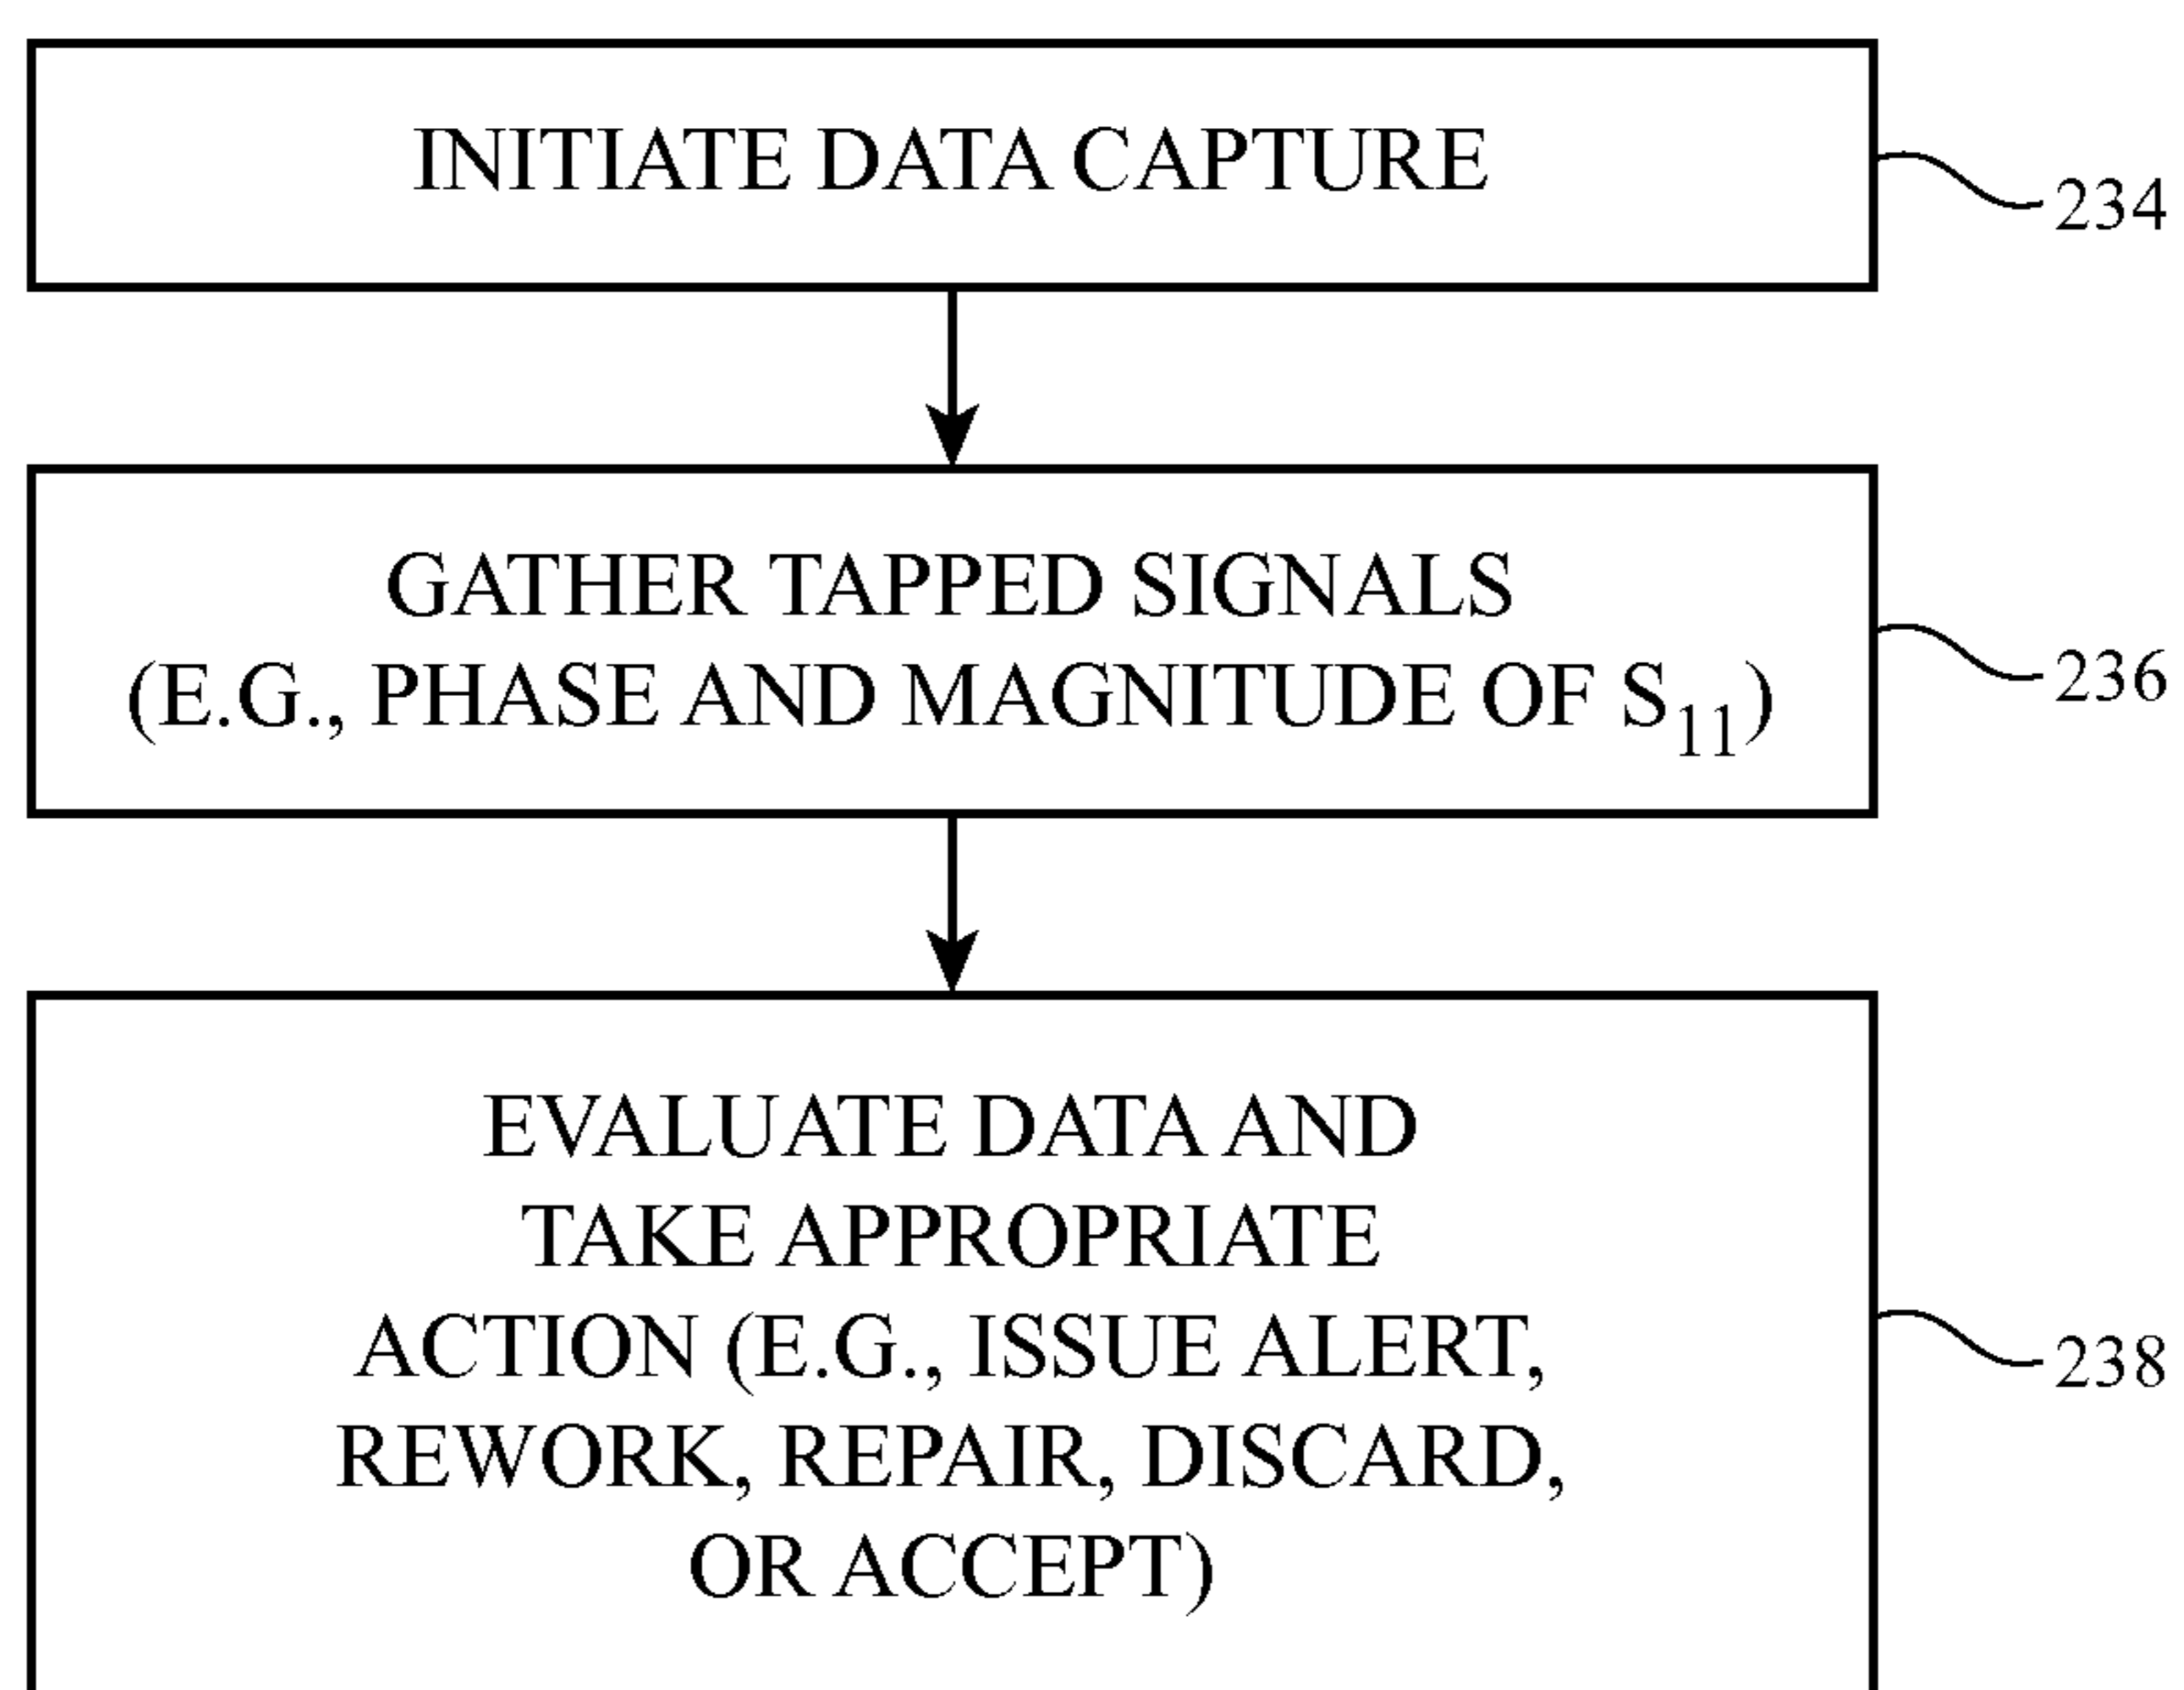 INITIATE DATA CAPTURE
234
GATHER TAPPED SIGNALS
(E.G., PHASE AND MAGNITUDE OF S₁₁)
236
EVALUATE DATA AND
TAKE APPROPRIATE
ACTION (E.G., ISSUE ALERT,
REWORK, REPAIR, DISCARD,
OR ACCEPT)
238